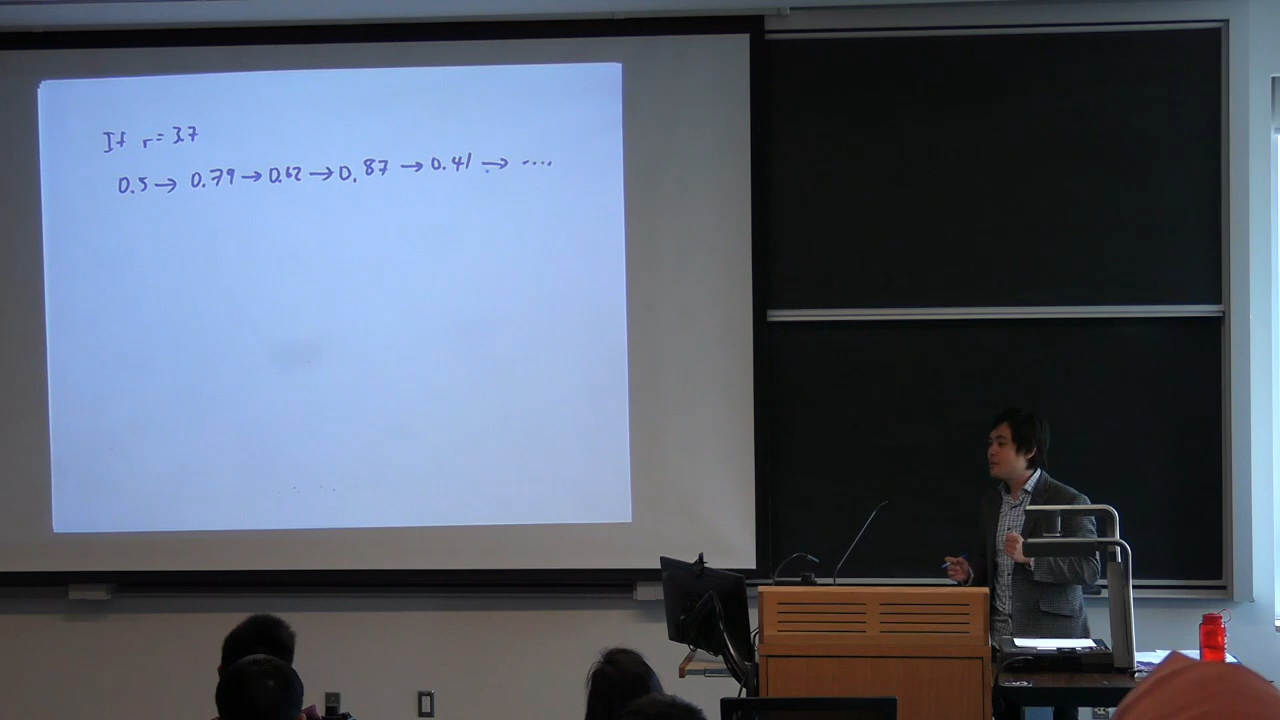 If r = 3.7
0.5 → 0.79 → 0.62 → 0.87 → 0.41 → ....